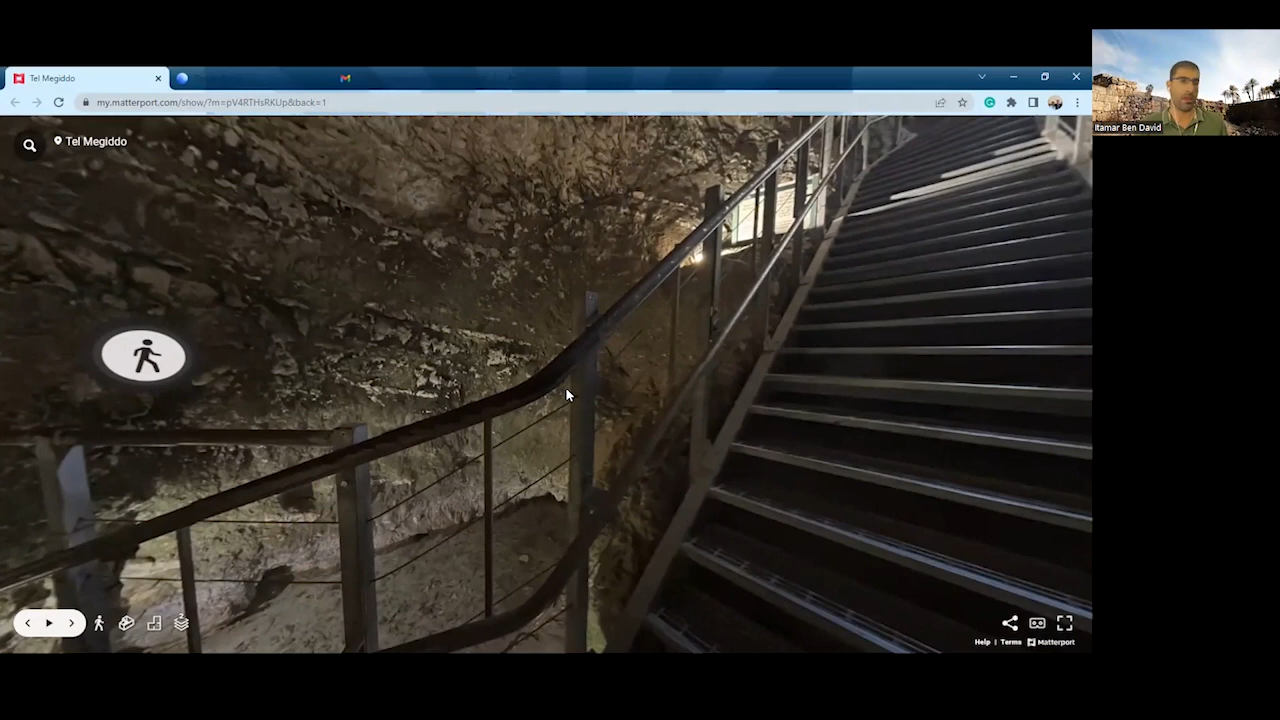 Tel Megiddo
my.matterport.com/show/?m=pV4RTHsRKUp&back=1
Tel Megiddo
Itamar Ben David
Help | Terms Matterport